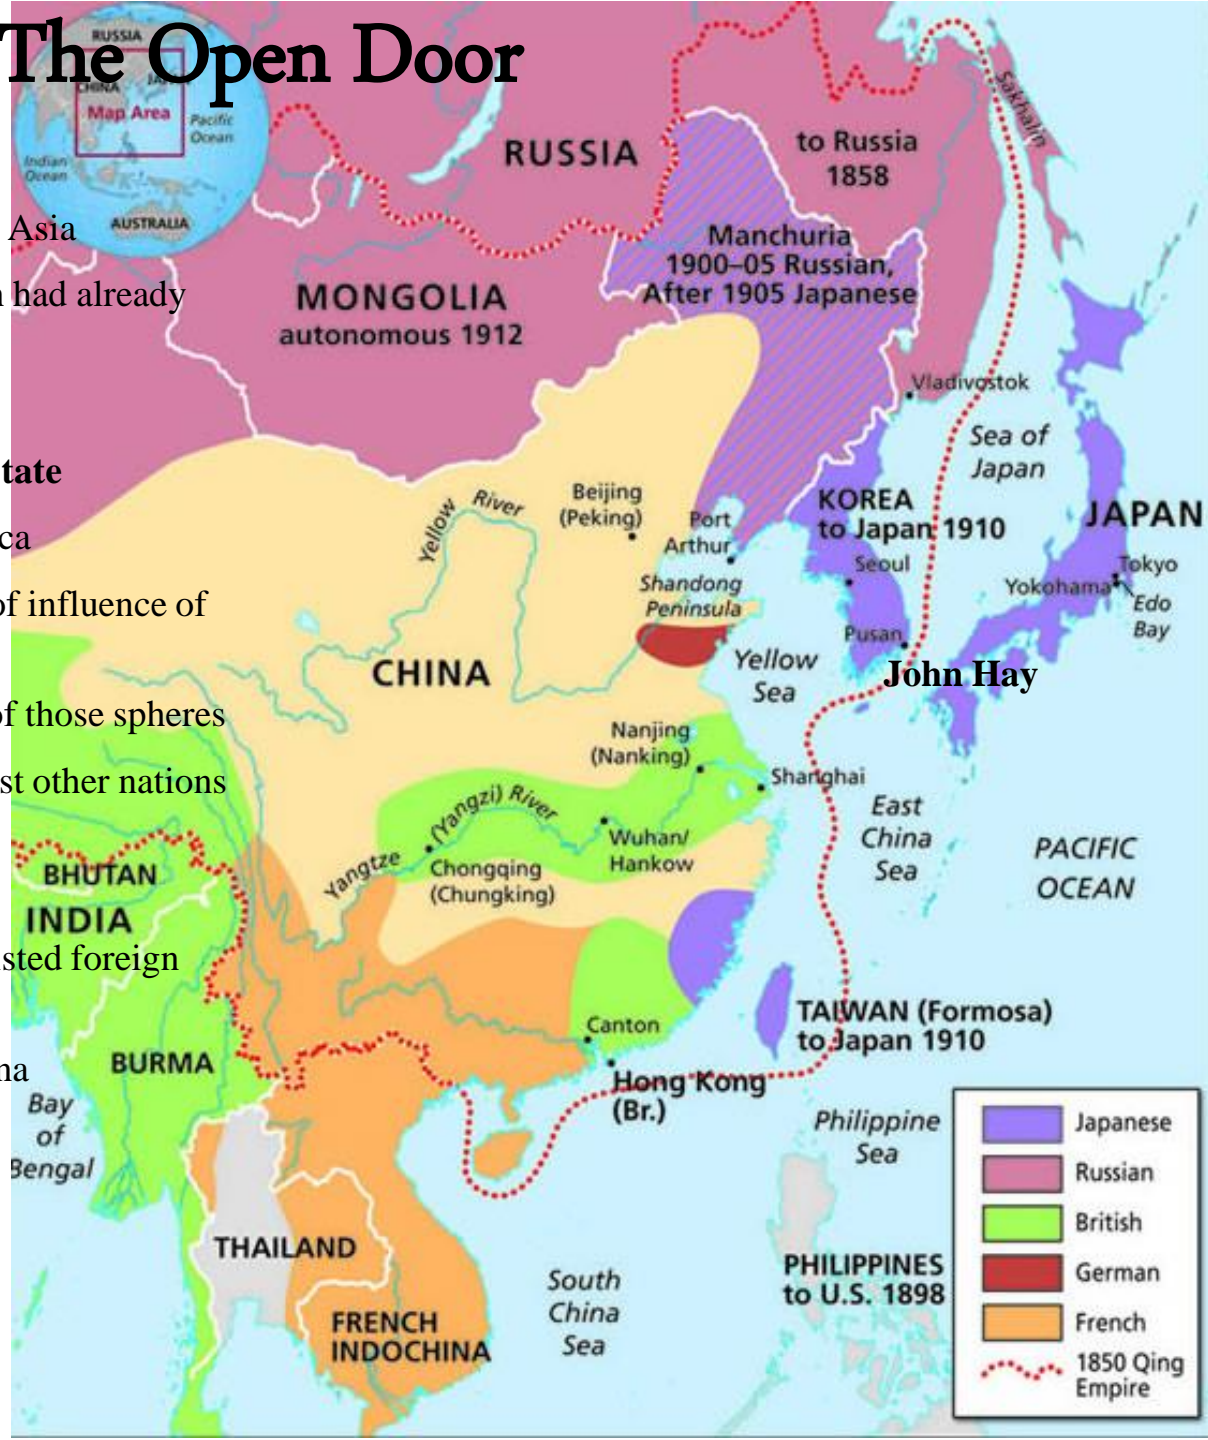 The Open Door
RUSSIA
CHINA
JAPAN
Map Area
Pacific
Ocean
Indian
Ocean
AUSTRALIA
Asia
had already
tate
ca
of influence of
of those spheres
st other nations
sted foreign
na
John Hay
RUSSIA
to Russia
1858
Sakhalin
Manchuria
1900–05 Russian,
After 1905 Japanese
MONGOLIA
autonomous 1912
Vladivostok
Sea of
Japan
Yellow River
Beijing
(Peking)
Port
Arthur
KOREA
to Japan 1910
JAPAN
Seoul
Tokyo
Yokohama
Edo
Bay
Shandong
Peninsula
Pusan
CHINA
Yellow
Sea
Nanjing
(Nanking)
Shanghai
Yangtze (Yangzi) River
Wuhan/
Hankow
Chongqing
(Chungking)
East
China
Sea
PACIFIC
OCEAN
BHUTAN
INDIA
BURMA
Canton
TAIWAN (Formosa)
to Japan 1910
Hong Kong
(Br.)
Bay
of
Bengal
Philippine
Sea
THAILAND
FRENCH
INDOCHINA
South
China
Sea
PHILIPPINES
to U.S. 1898
Japanese
Russian
British
German
French
1850 Qing
Empire